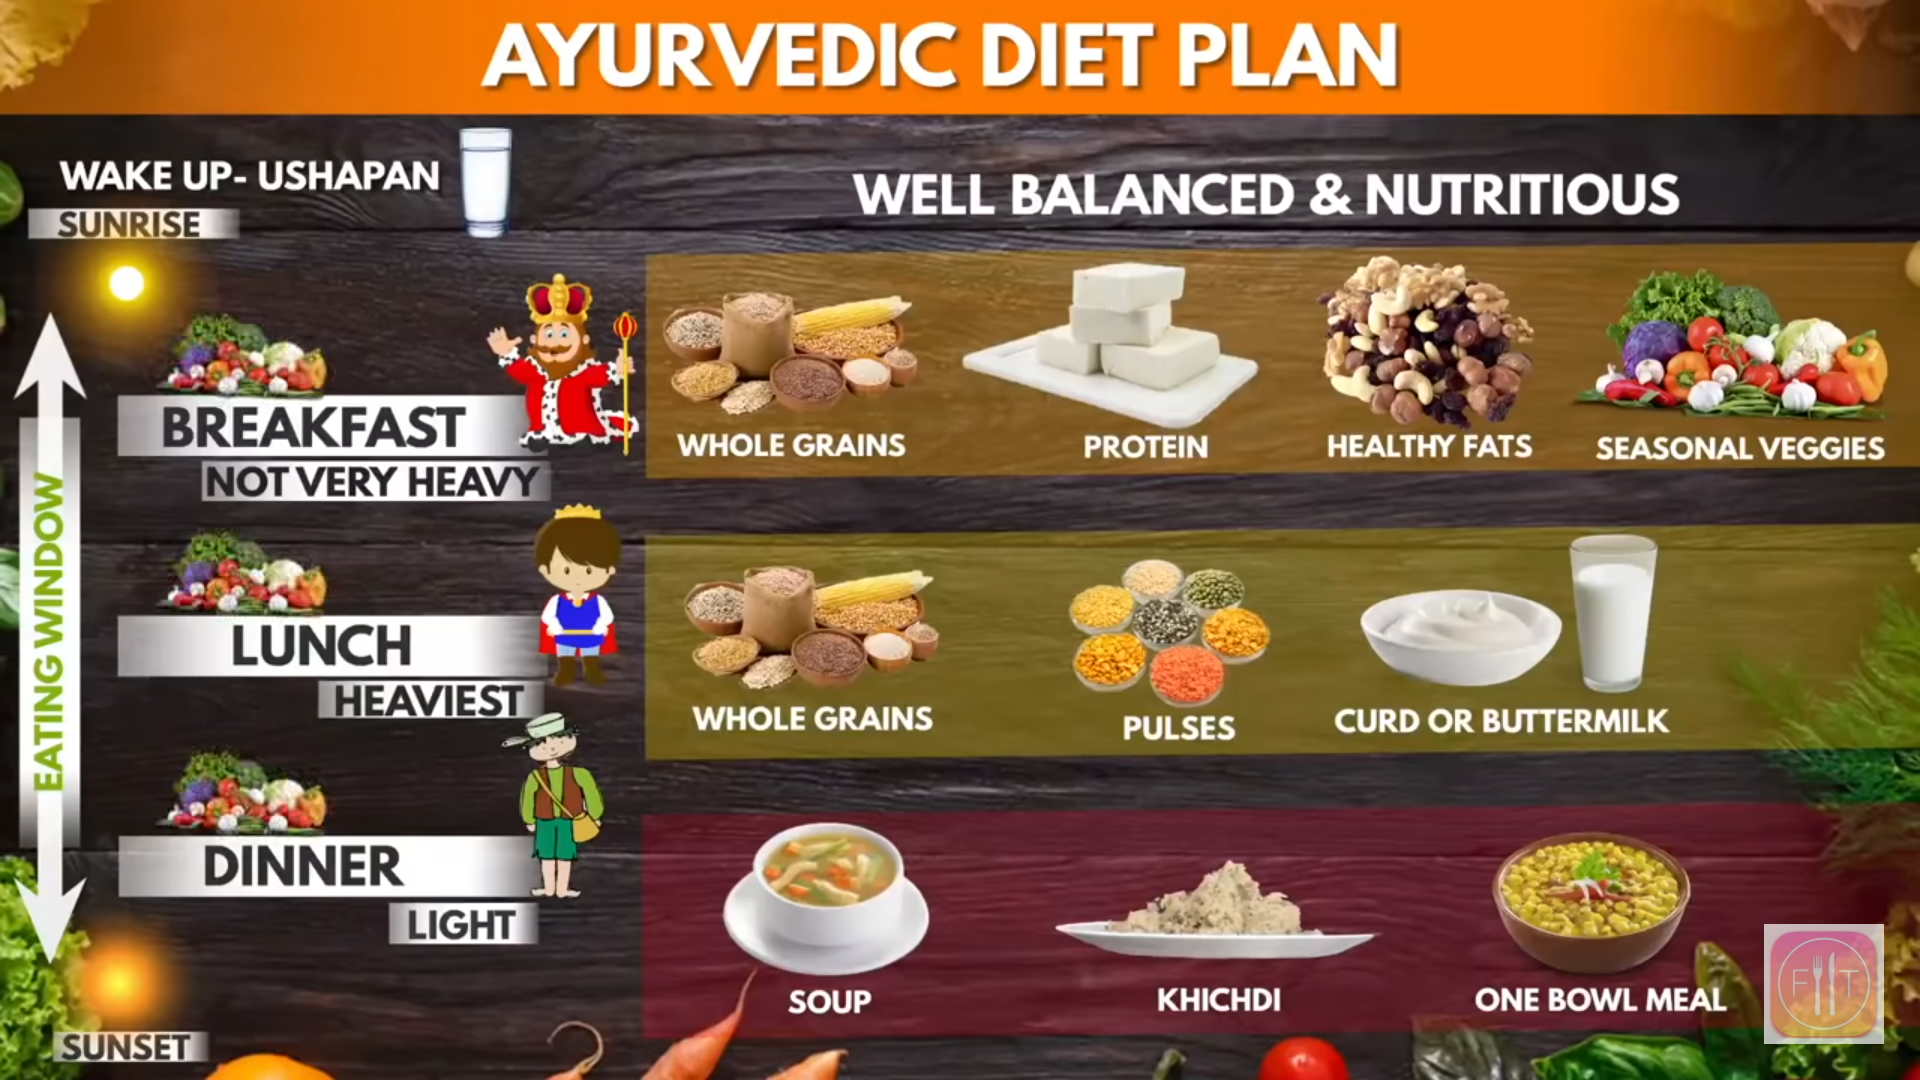 AYURVEDIC DIET PLAN
WAKE UP- USHAPAN
SUNRISE
WELL BALANCED & NUTRITIOUS
EATING WINDOW
BREAKFAST
NOT VERY HEAVY
WHOLE GRAINS
PROTEIN
HEALTHY FATS
SEASONAL VEGGIES
LUNCH
HEAVIEST
WHOLE GRAINS
PULSES
CURD OR BUTTERMILK
DINNER
LIGHT
SOUP
KHICHDI
ONE BOWL MEAL
SUNSET
F T